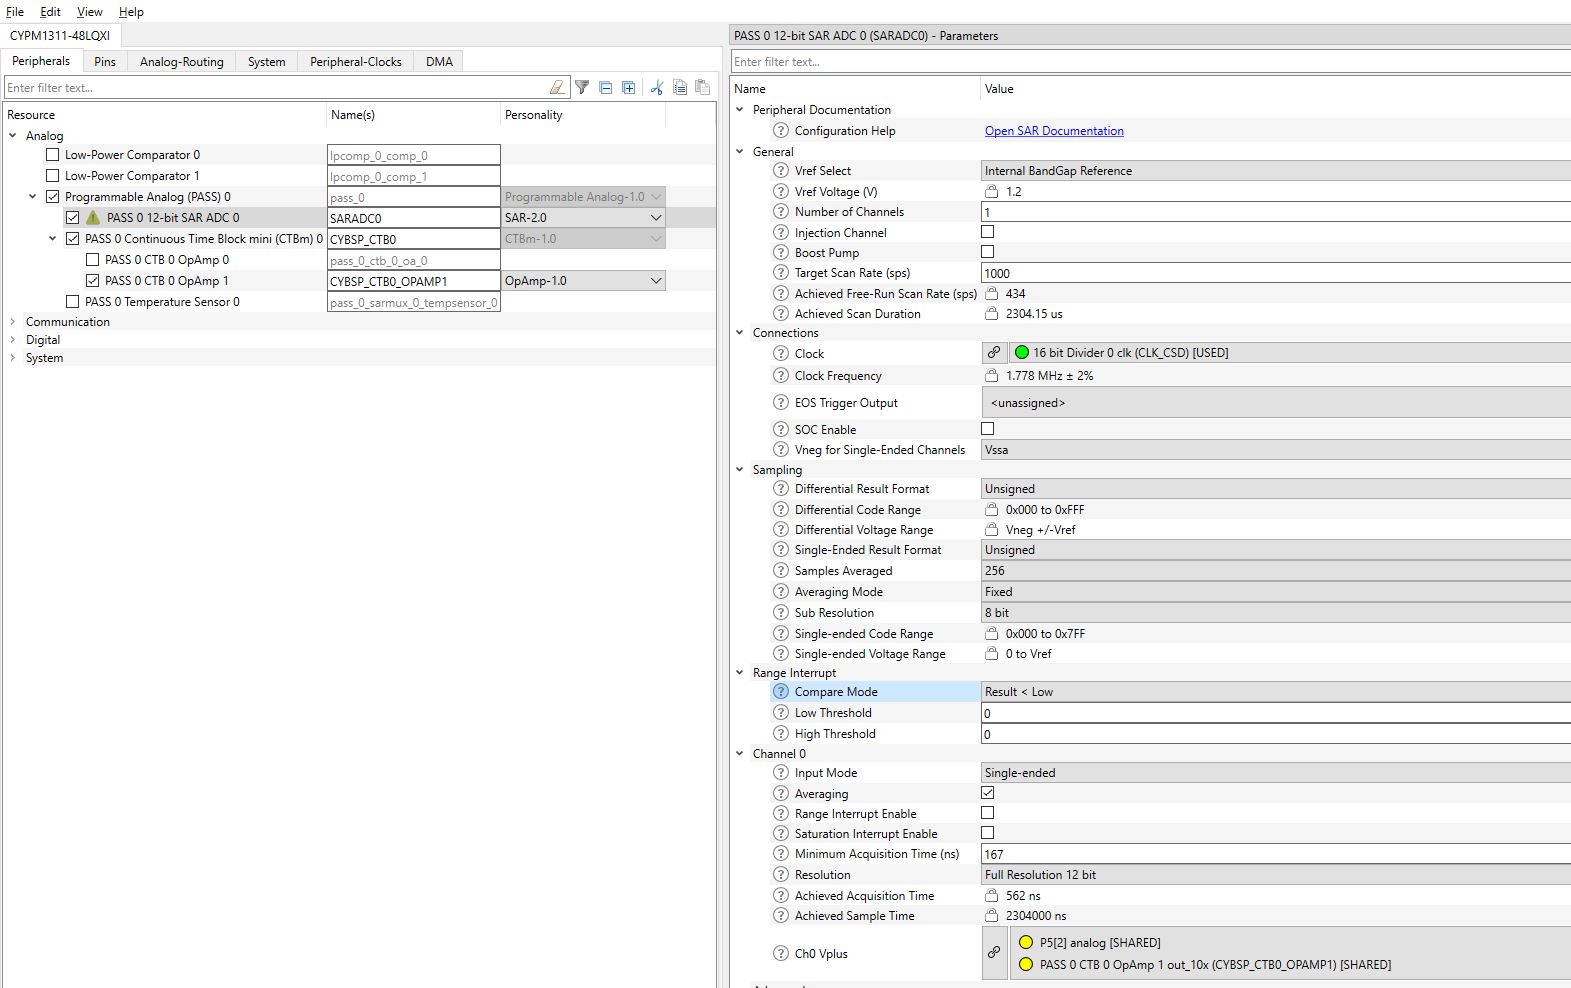 File Edit View Help
CYPM1311-48LQXI
Peripherals Pins Analog-Routing System Peripheral-Clocks DMA
Enter filter text...
Resource Name(s) Personality
Analog
Low-Power Comparator 0 lpcomp_0_comp_0
Low-Power Comparator 1 lpcomp_0_comp_1
Programmable Analog (PASS) 0 pass_0 Programmable Analog-1.0
PASS 0 12-bit SAR ADC 0 SARADC0 SAR-2.0
PASS 0 Continuous Time Block mini (CTBm) 0 CYBSP_CTB0 CTBm-1.0
PASS 0 CTB 0 OpAmp 0 pass_0_ctb_0_oa_0
PASS 0 CTB 0 OpAmp 1 CYBSP_CTB0_OPAMP1 OpAmp-1.0
PASS 0 Temperature Sensor 0 pass_0_sarmux_0_tempsensor_0
Communication
Digital
System
PASS 0 12-bit SAR ADC 0 (SARADC0) - Parameters
Enter filter text...
Name Value
Peripheral Documentation
? Configuration Help Open SAR Documentation
General
? Vref Select Internal BandGap Reference
? Vref Voltage (V) 1.2
? Number of Channels 1
? Injection Channel
? Boost Pump
? Target Scan Rate (sps) 1000
? Achieved Free-Run Scan Rate (sps) 434
? Achieved Scan Duration 2304.15 us
Connections
? Clock 16 bit Divider 0 clk (CLK_CSD) [USED]
? Clock Frequency 1.778 MHz ± 2%
? EOS Trigger Output <unassigned>
? SOC Enable
? Vneg for Single-Ended Channels Vssa
Sampling
? Differential Result Format Unsigned
? Differential Code Range 0x000 to 0xFFF
? Differential Voltage Range Vneg +/-Vref
? Single-Ended Result Format Unsigned
? Samples Averaged 256
? Averaging Mode Fixed
? Sub Resolution 8 bit
? Single-ended Code Range 0x000 to 0x7FF
? Single-ended Voltage Range 0 to Vref
Range Interrupt
? Compare Mode Result < Low
? Low Threshold 0
? High Threshold 0
Channel 0
? Input Mode Single-ended
? Averaging
? Range Interrupt Enable
? Saturation Interrupt Enable
? Minimum Acquisition Time (ns) 167
? Resolution Full Resolution 12 bit
? Achieved Acquisition Time 562 ns
? Achieved Sample Time 2304000 ns
? Ch0 Vplus P5[2] analog [SHARED]
PASS 0 CTB 0 OpAmp 1 out_10x (CYBSP_CTB0_OPAMP1) [SHARED]